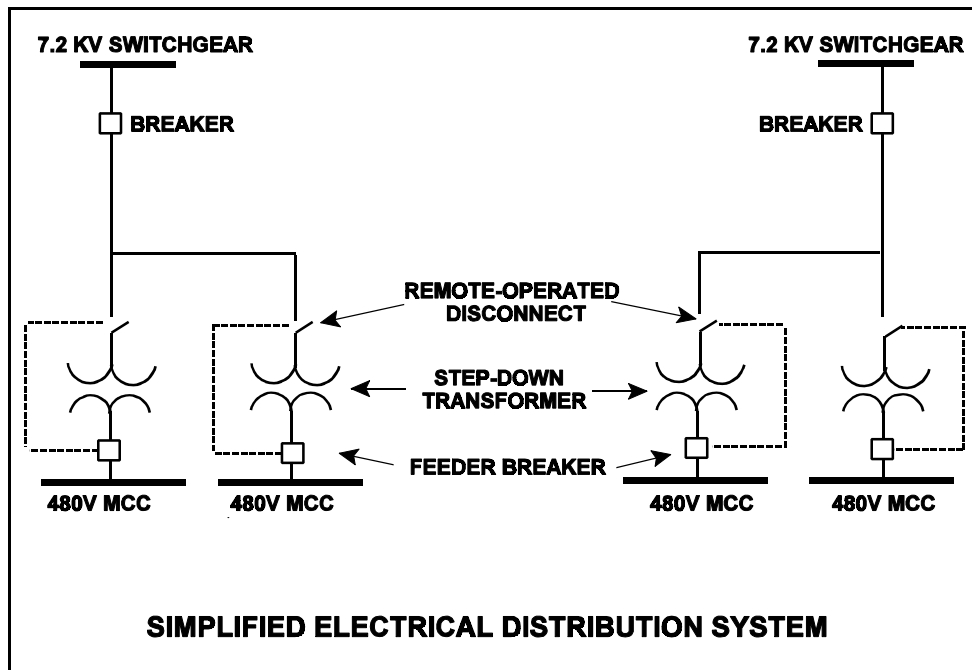 7.2 KV SWITCHGEAR
7.2 KV SWITCHGEAR
BREAKER
BREAKER
REMOTE-OPERATED
DISCONNECT
STEP-DOWN
TRANSFORMER
FEEDER BREAKER
480V MCC
480V MCC
480V MCC
480V MCC
SIMPLIFIED ELECTRICAL DISTRIBUTION SYSTEM